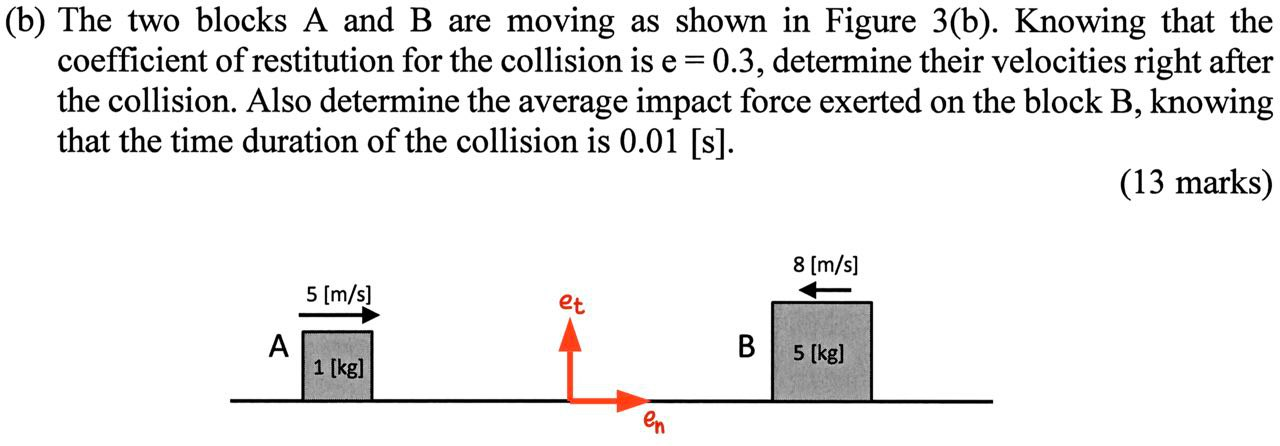 (b) The two blocks A and B are moving as shown in Figure 3(b). Knowing that the
coefficient of restitution for the collision is e = 0.3, determine their velocities right after
the collision. Also determine the average impact force exerted on the block B, knowing
that the time duration of the collision is 0.01 [s].
(13 marks)
8 [m/s]
5 [m/s]
et
A
B
1 [kg]
5 [kg]
en